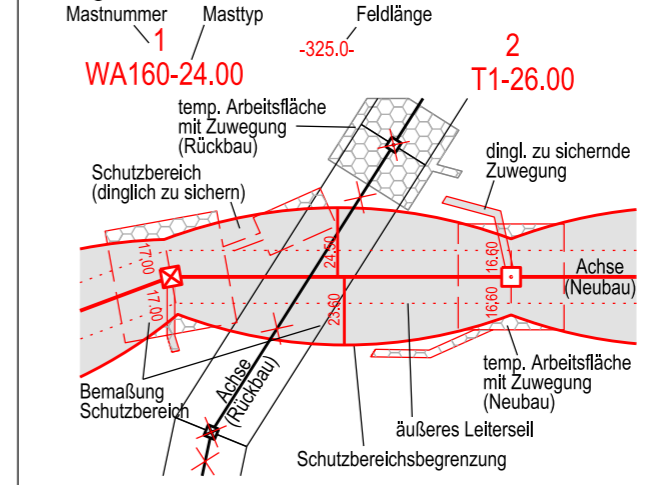 Mastnummer Masttyp Feldlänge
1 -325.0- 2
WA160-24.00 T1-26.00
temp. Arbeitsfläche
mit Zuwegung
(Rückbau)
dingl. zu sichernde
Zuwegung
Schutzbereich
(dinglich zu sichern)
17.00
24.50
16.60
Achse
(Neubau)
17.00
23.60
16.60
Achse
(Rückbau)
temp. Arbeitsfläche
mit Zuwegung
(Neubau)
Bemaßung
Schutzbereich
äußeres Leiterseil
Schutzbereichsbegrenzung